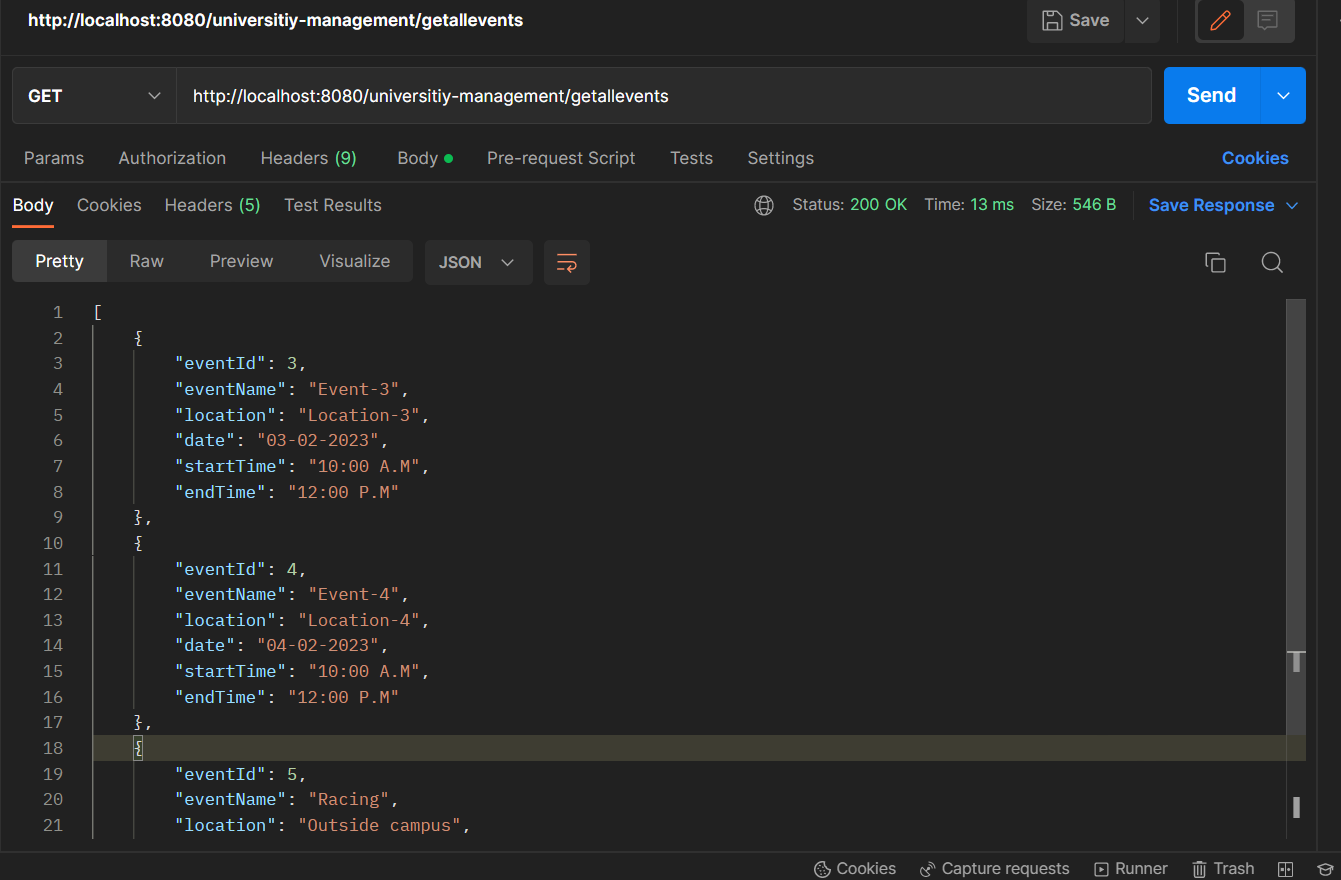 http://localhost:8080/universitiy-management/getallevents
Save
GET http://localhost:8080/universitiy-management/getallevents Send
Params Authorization Headers (9) Body Pre-request Script Tests Settings Cookies
Body Cookies Headers (5) Test Results Status: 200 OK Time: 13 ms Size: 546 B Save Response
Pretty Raw Preview Visualize JSON
1 [
2 {
3 "eventId": 3,
4 "eventName": "Event-3",
5 "location": "Location-3",
6 "date": "03-02-2023",
7 "startTime": "10:00 A.M",
8 "endTime": "12:00 P.M"
9 },
10 {
11 "eventId": 4,
12 "eventName": "Event-4",
13 "location": "Location-4",
14 "date": "04-02-2023",
15 "startTime": "10:00 A.M",
16 "endTime": "12:00 P.M"
17 },
18 {
19 "eventId": 5,
20 "eventName": "Racing",
21 "location": "Outside campus",
Cookies Capture requests Runner Trash